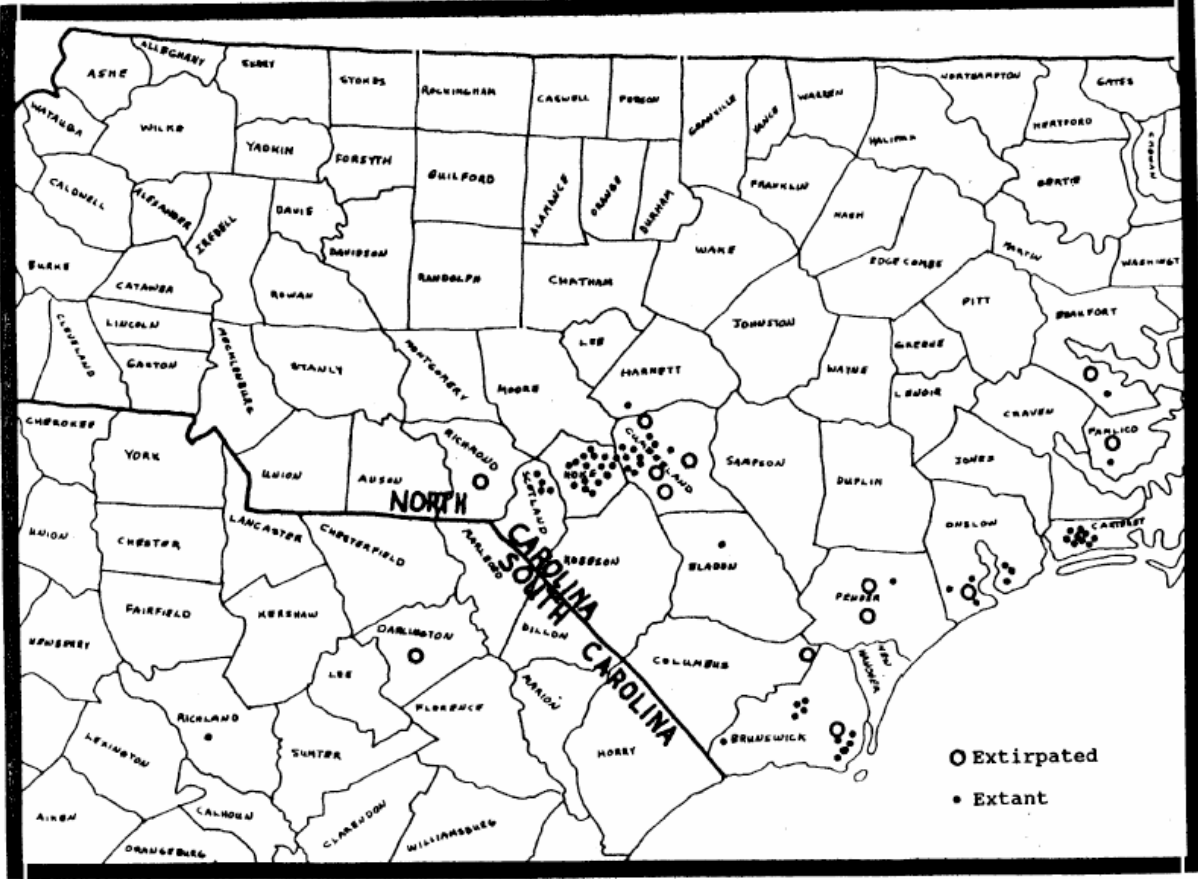 ASHE
ALLEGHANY
SURRY
STOKES
ROCKINGHAM
CASWELL
PERSON
GRANVILLE
VANCE
WARREN
NORTHAMPTON
GATES
WATAUGA
WILKE
YADKIN
FORSYTH
GUILFORD
ALAMANCE
ORANGE
DURHAM
FRANKLIN
HALIFAX
HERTFORD
BERTIE
CALDWELL
ALEXANDER
IREDELL
DAVIE
DAVIDSON
RANDOLPH
CHATHAM
WAKE
NASH
EDGECOMBE
MARTIN
WASHINGT
BURKE
CATAWBA
ROWAN
CLEVELAND
LINCOLN
GASTON
MECKLENBURG
STANLY
MONTGOMERY
MOORE
LEE
HARNETT
JOHNSTON
WAYNE
GREENE
LENOIR
PITT
BEAUFORT
CRAVEN
PAMLICO
CHEROKEE
YORK
UNION
AUSON
RICHMOND
SCOTLAND
HOKE
CUMBERLAND
SAMPSON
DUPLIN
JONES
ONSLOW
CARTERET
NORTH
CAROLINA
SOUTH
CAROLINA
UNION
CHESTER
LANCASTER
CHESTERFIELD
MARLBORO
ROBESON
BLADON
PENDER
NEW
HANOVER
NEWBERRY
FAIRFIELD
KERSHAW
DARLINGTON
DILLON
COLUMBUS
LEE
RICHLAND
LEXINGTON
SUMTER
FLORENCE
MARION
HORRY
BRUNSWICK
AIKEN
CALHOUN
ORANGEBURG
CLARENDON
WILLIAMSBURG
Extirpated
Extant